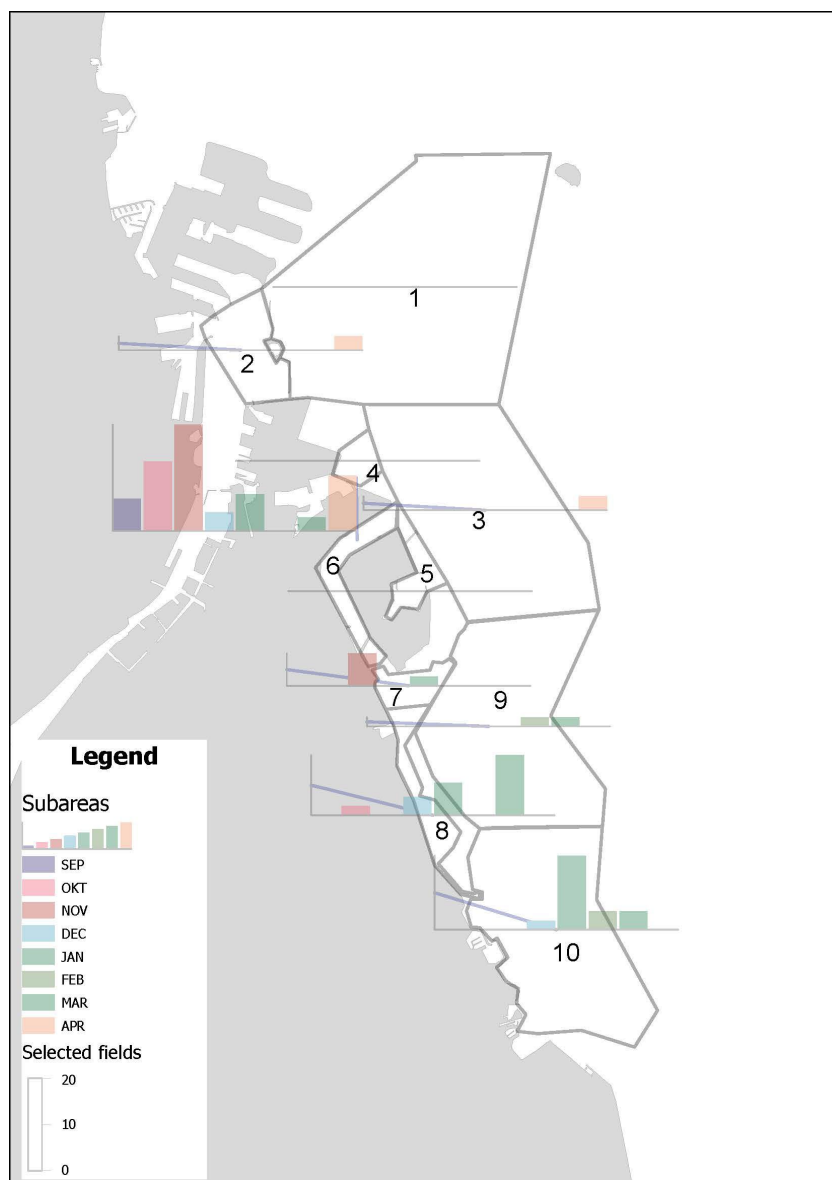 1
2
4
3
6
5
7
9
8
10
Legend
Subareas
SEP
OKT
NOV
DEC
JAN
FEB
MAR
APR
Selected fields
20
10
0